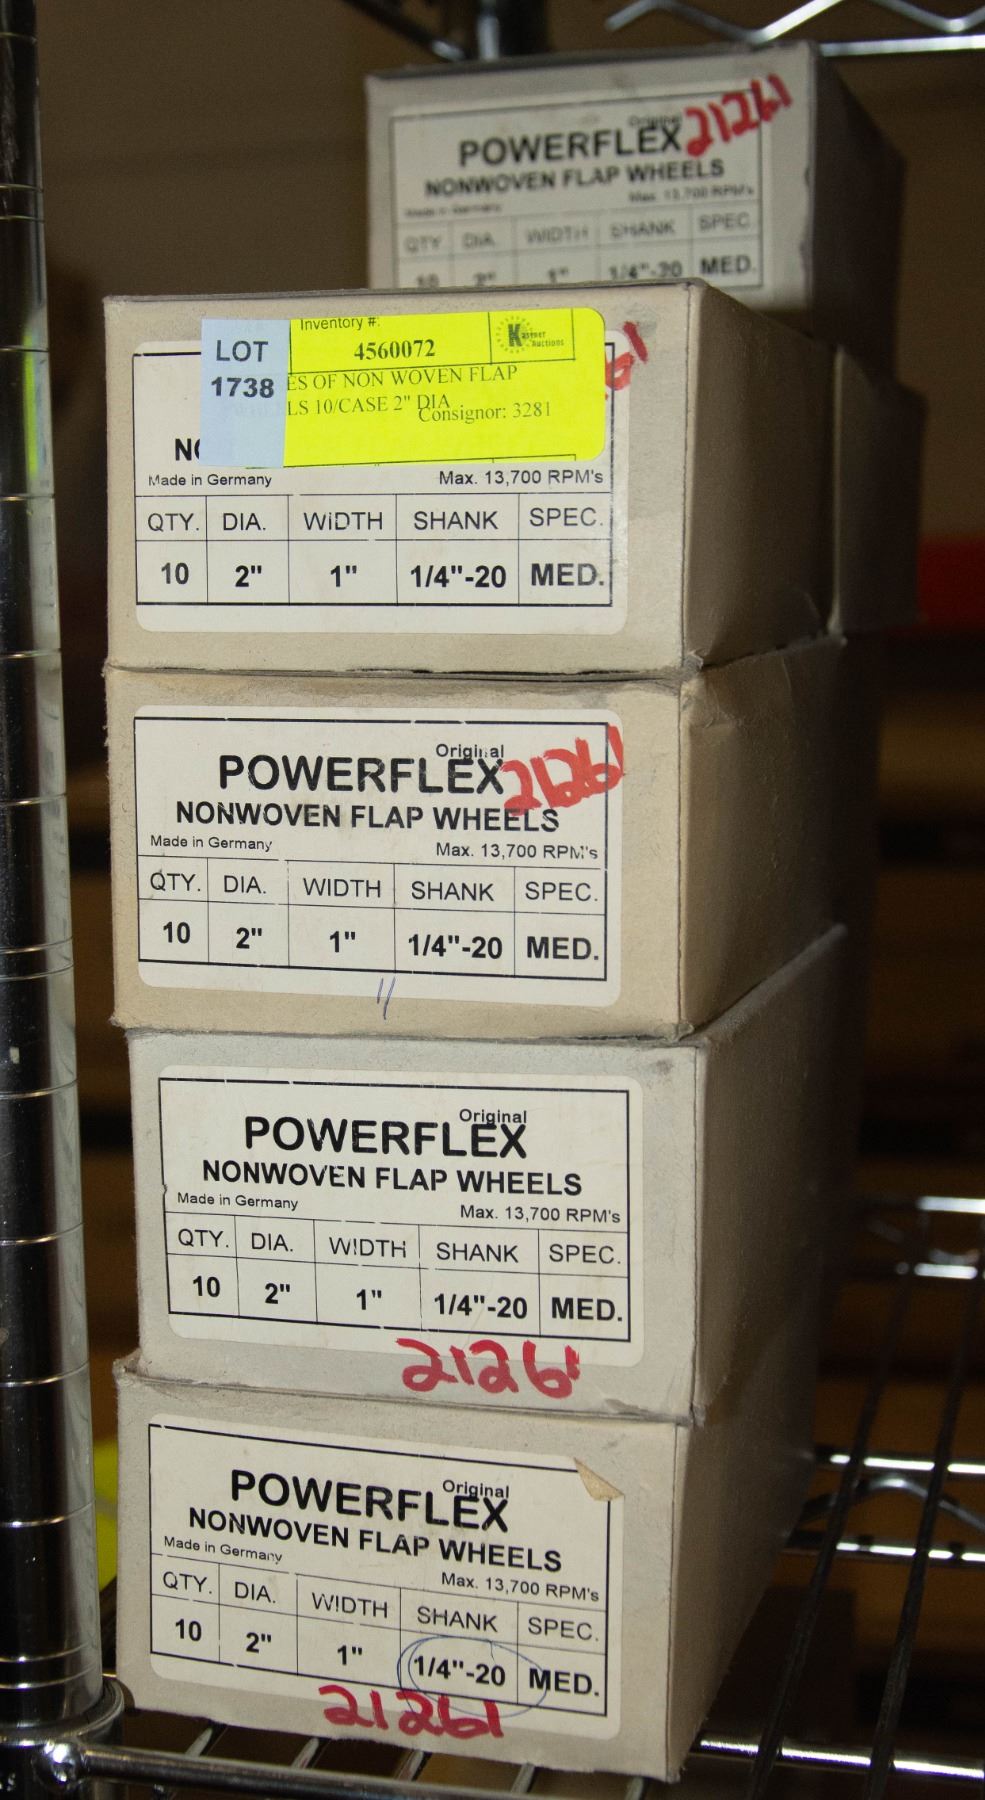 Original
POWERFLEX 21261
NONWOVEN FLAP WHEELS
Made in Germany Max. 13,700 RPM's
QTY DIA. WIDTH SHANK SPEC.
10 2" 1" 1/4"-20 MED.
LOT 1738
Inventory #:
4560072
Kastner Auctions
ES OF NON WOVEN FLAP
LS 10/CASE 2" DIA
Consignor: 3281
61
Made in Germany Max. 13,700 RPM's
QTY. DIA. WIDTH SHANK SPEC.
10 2" 1" 1/4"-20 MED.
Original
POWERFLEX 21261
NONWOVEN FLAP WHEELS
Made in Germany Max. 13,700 RPM's
QTY. DIA. WIDTH SHANK SPEC.
10 2" 1" 1/4"-20 MED.
Original
POWERFLEX
NONWOVEN FLAP WHEELS
Made in Germany Max. 13,700 RPM's
QTY. DIA. WIDTH SHANK SPEC.
10 2" 1" 1/4"-20 MED.
21261
Original
POWERFLEX
NONWOVEN FLAP WHEELS
Made in Germany Max. 13,700 RPM's
QTY. DIA. WIDTH SHANK SPEC.
10 2" 1" 1/4"-20 MED.
21261